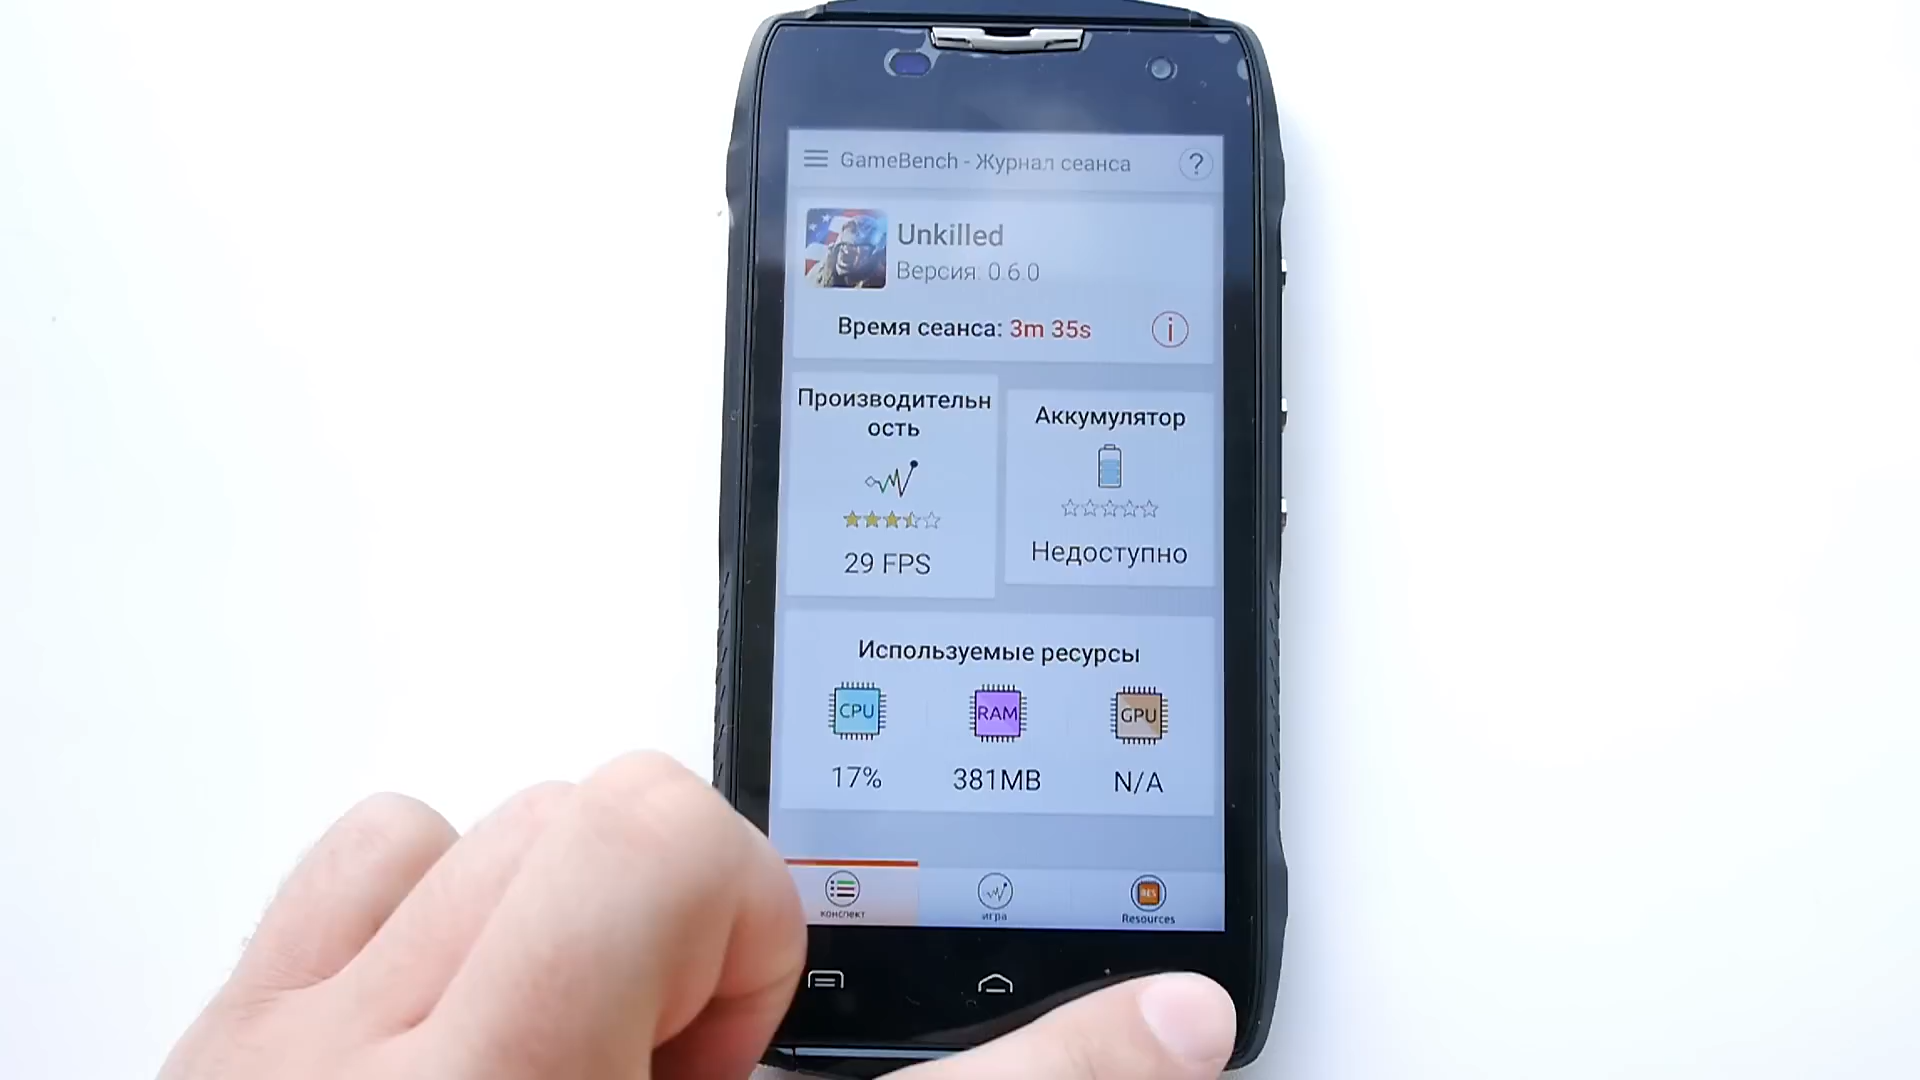 GameBench - Журнал сеанса ?
Unkilled
Версия: 0.6.0
Время сеанса: 3m 35s i
Производительн
ость
29 FPS
Аккумулятор
Недоступно
Используемые ресурсы
CPU RAM GPU
17% 381MB N/A
конспект игра Resources